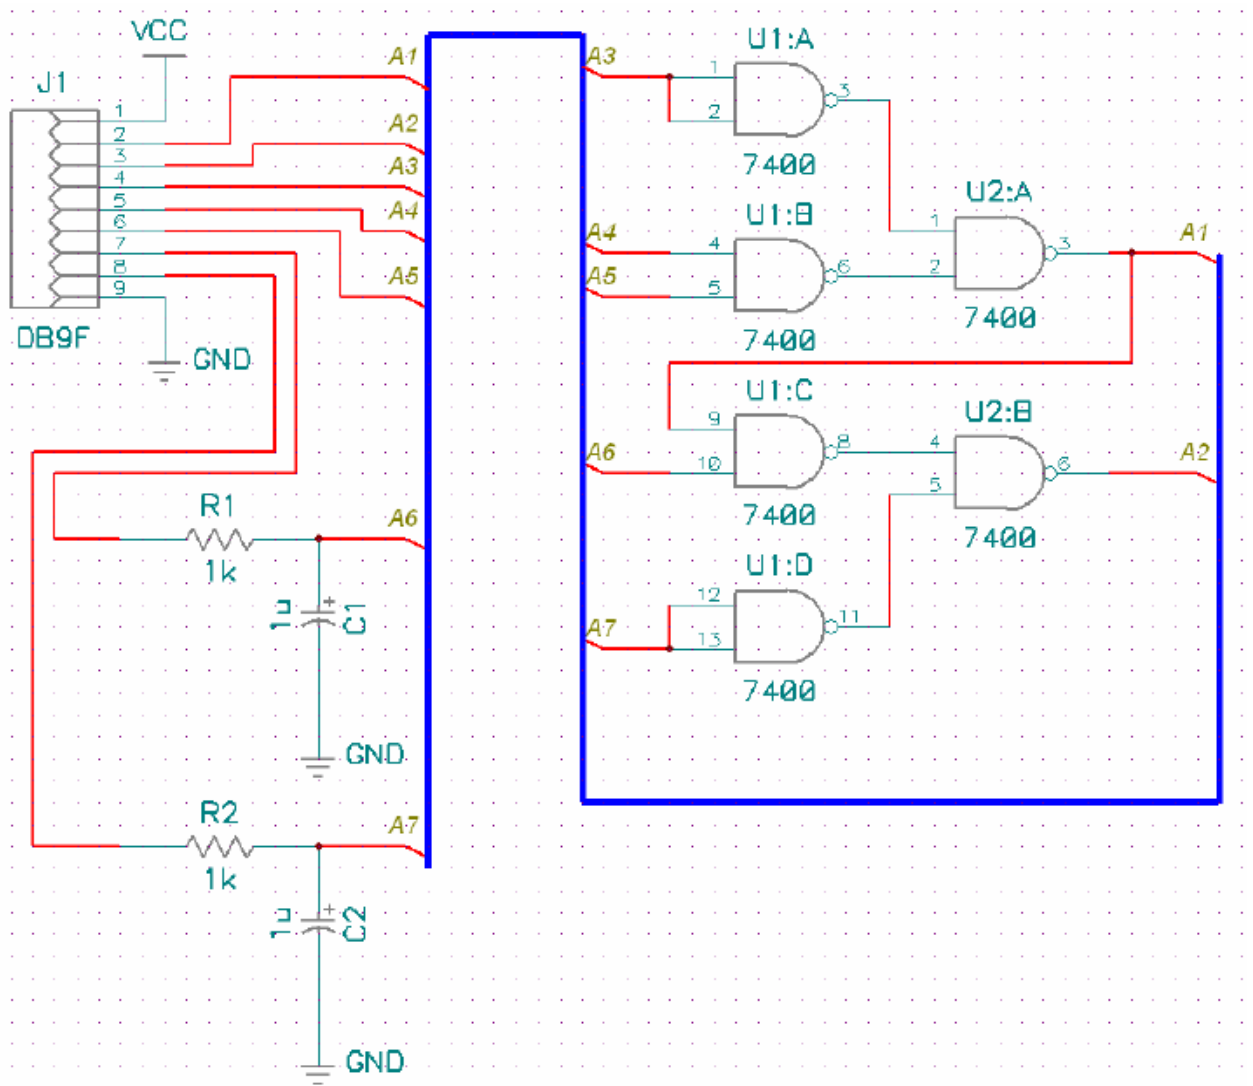 VCC
J1
1
2
3
4
5
6
7
8
9
DB9F
GND
A1
A2
A3
A4
A5
R1
1k
A6
1u
C1
GND
R2
1k
A7
1u
C2
GND
A3
U1:A
1
2
3
7400
A4
A5
U1:B
4
5
6
7400
U2:A
1
2
3
7400
A1
A6
U1:C
9
10
8
7400
U2:B
4
5
6
7400
A2
A7
U1:D
12
13
11
7400